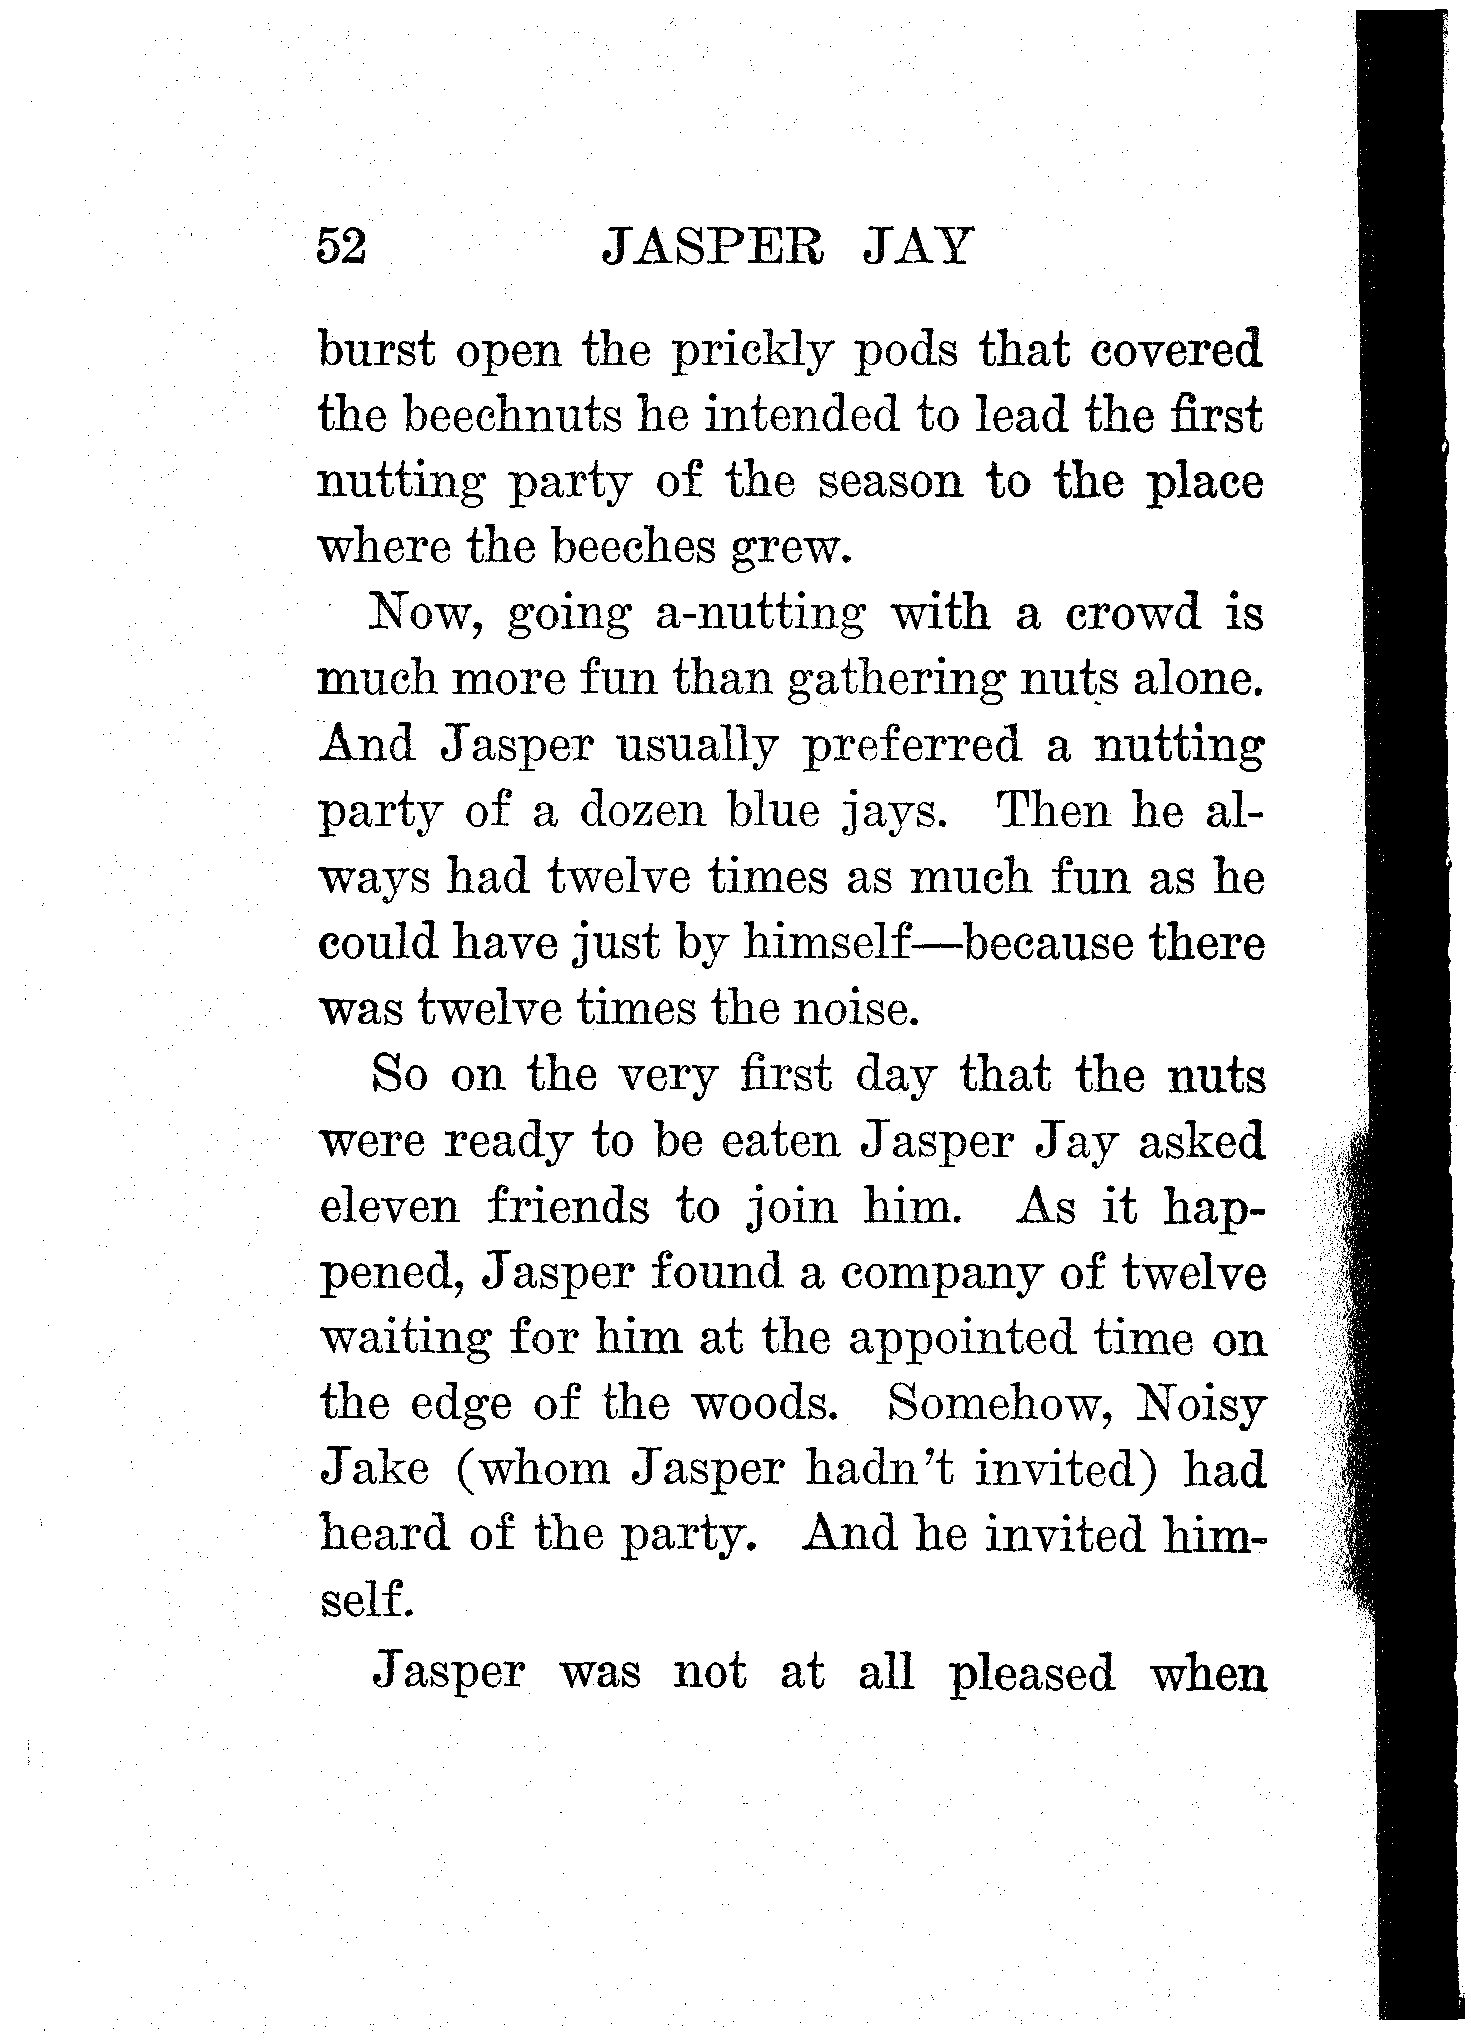 52 JASPER JAY
burst open the prickly pods that covered
the beechnuts he intended to lead the first
nutting party of the season to the place
where the beeches grew.
Now, going a-nutting with a crowd is
much more fun than gathering nuts alone.
And Jasper usually preferred a nutting
party of a dozen blue jays. Then he al-
ways had twelve times as much fun as he
could have just by himself—because there
was twelve times the noise.
So on the very first day that the nuts
were ready to be eaten Jasper Jay asked
eleven friends to join him. As it hap-
pened, Jasper found a company of twelve
waiting for him at the appointed time on
the edge of the woods. Somehow, Noisy
Jake (whom Jasper hadn't invited) had
heard of the party. And he invited him-
self.
Jasper was not at all pleased when